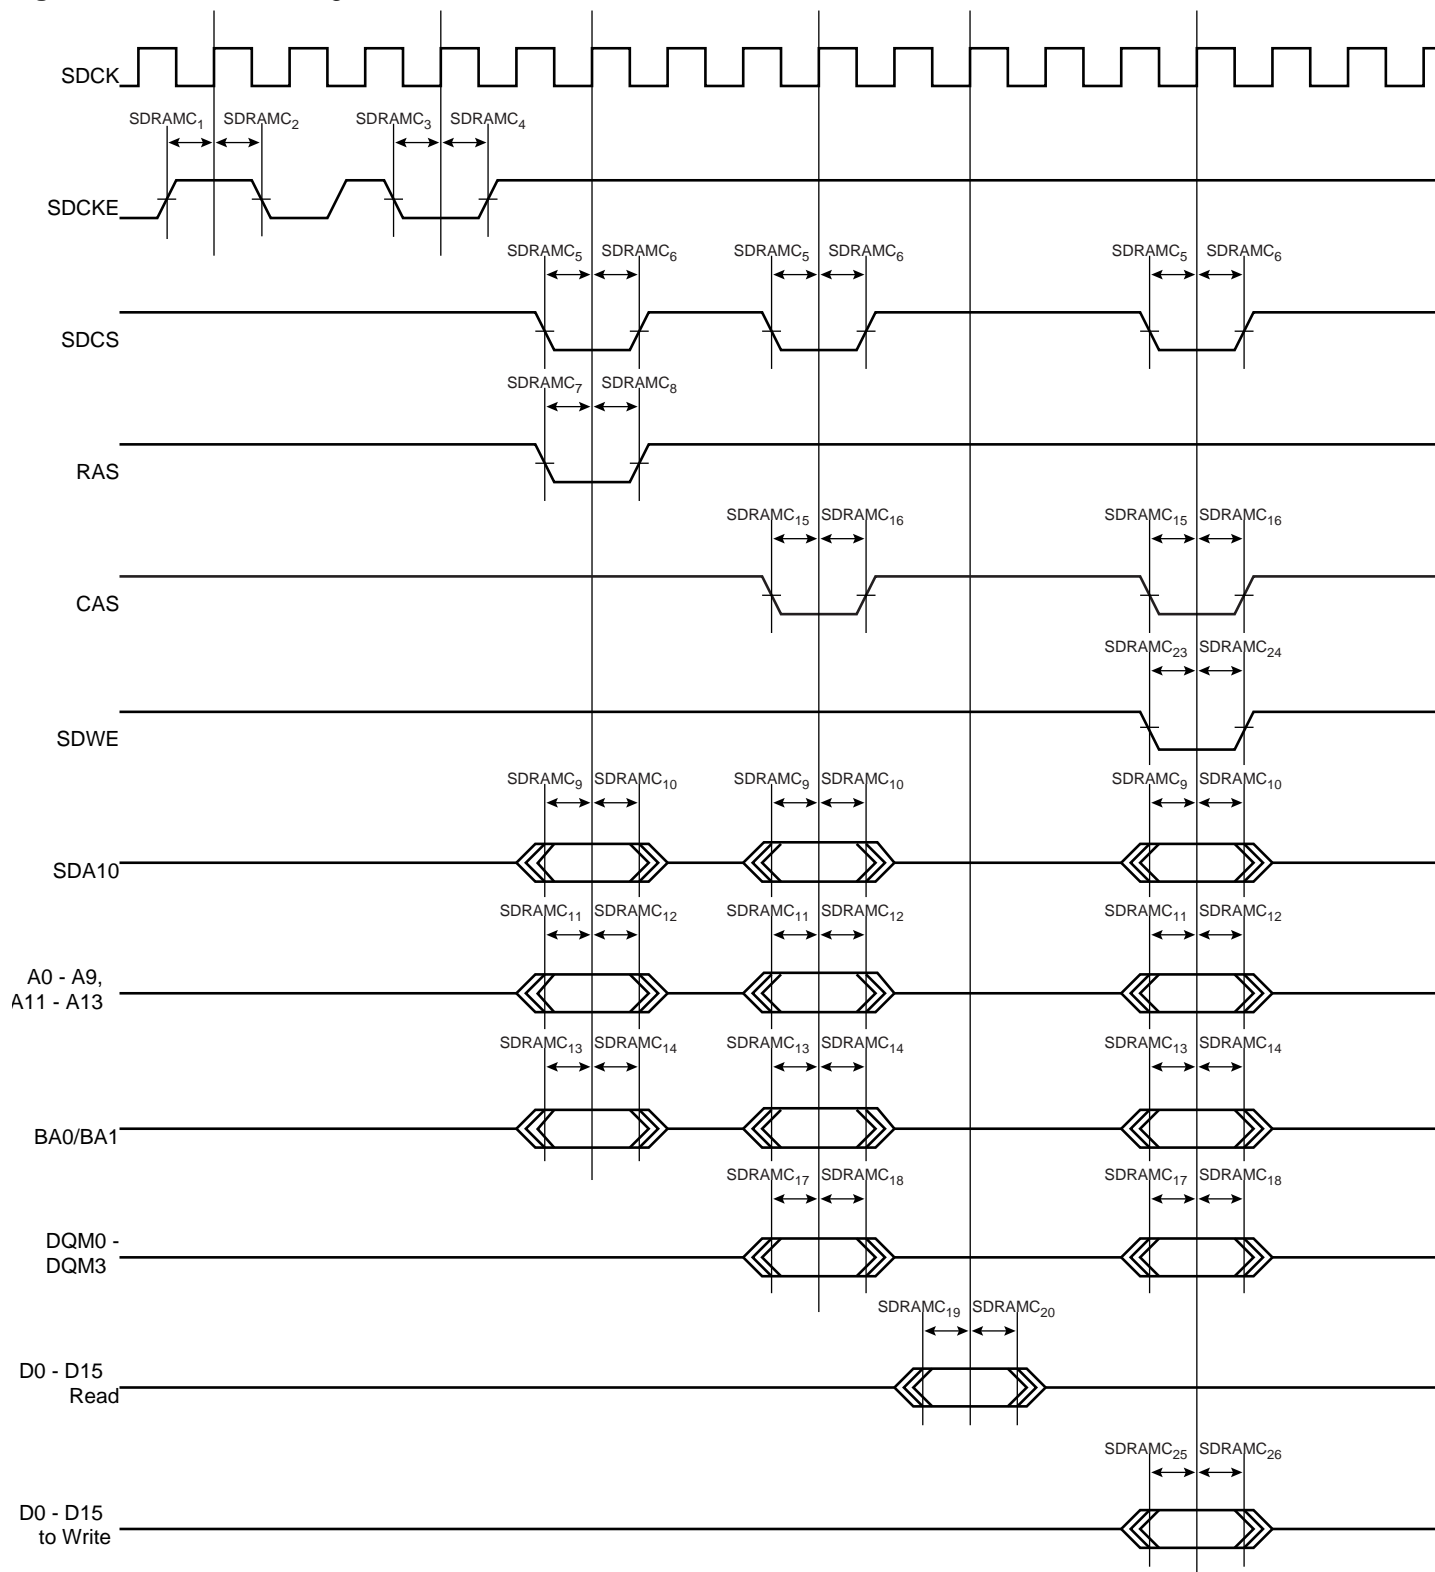 SDCK
SDRAMC1 SDRAMC2 SDRAMC3 SDRAMC4
SDCKE
SDRAMC5 SDRAMC6 SDRAMC5 SDRAMC6 SDRAMC5 SDRAMC6
SDCS
SDRAMC7 SDRAMC8
RAS
SDRAMC15 SDRAMC16 SDRAMC15 SDRAMC16
CAS
SDRAMC23 SDRAMC24
SDWE
SDRAMC9 SDRAMC10 SDRAMC9 SDRAMC10 SDRAMC9 SDRAMC10
SDA10
SDRAMC11 SDRAMC12 SDRAMC11 SDRAMC12 SDRAMC11 SDRAMC12
A0 - A9,
A11 - A13
SDRAMC13 SDRAMC14 SDRAMC13 SDRAMC14 SDRAMC13 SDRAMC14
BA0/BA1
SDRAMC17 SDRAMC18 SDRAMC17 SDRAMC18
DQM0 -
DQM3
SDRAMC19 SDRAMC20
D0 - D15
Read
SDRAMC25 SDRAMC26
D0 - D15
to Write